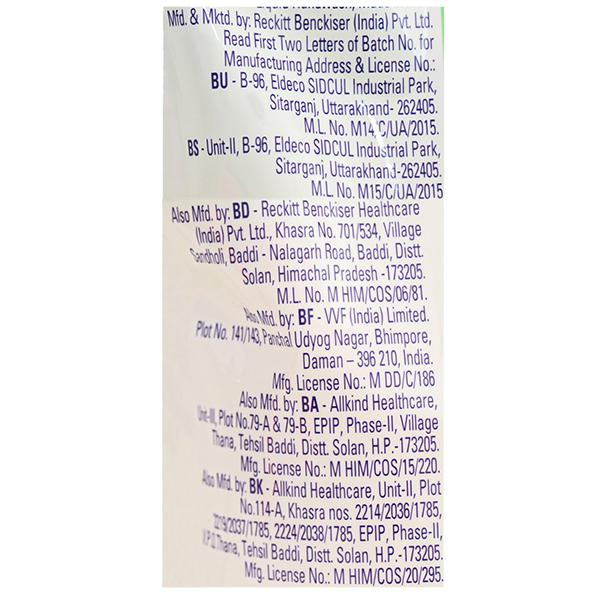 Liquid Handwash, Made
Mfd. & Mktd. by: Reckitt Benckiser (India) Pvt. Ltd.
Read First Two Letters of Batch No. for
Manufacturing Address & License No.:
BU - B-96, Eldeco SIDCUL Industrial Park,
Sitarganj, Uttarakhand- 262405.
M.L. No. M14/C/UA/2015.
BS - Unit-II, B-96, Eldeco SIDCUL Industrial Park,
Sitarganj, Uttarakhand-262405.
M.L. No. M15/C/UA/2015
Also Mfd. by: BD - Reckitt Benckiser Healthcare
(India) Pvt. Ltd., Khasra No. 701/534, Village
Sandholi, Baddi - Nalagarh Road, Baddi, Distt.
Solan, Himachal Pradesh -173205.
M.L. No. M HIM/COS/06/81.
Also Mfd. by: BF - VVF (India) Limited.
Plot No. 141/143, Panchal Udyog Nagar, Bhimpore,
Daman – 396 210, India.
Mfg. License No.: M DD/C/186
Also Mfd. by: BA - Allkind Healthcare,
Unit-III, Plot No.79-A & 79-B, EPIP, Phase-II, Village
Thana, Tehsil Baddi, Distt. Solan, H.P.-173205.
Mfg. License No.: M HIM/COS/15/220.
Also Mfd. by: BK - Allkind Healthcare, Unit-II, Plot
No.114-A, Khasra nos. 2214/2036/1785,
2219/2037/1785, 2224/2038/1785, EPIP, Phase-II,
V.P.O.Thana, Tehsil Baddi, Distt. Solan, H.P.-173205.
Mfg. License No.: M HIM/COS/20/295.